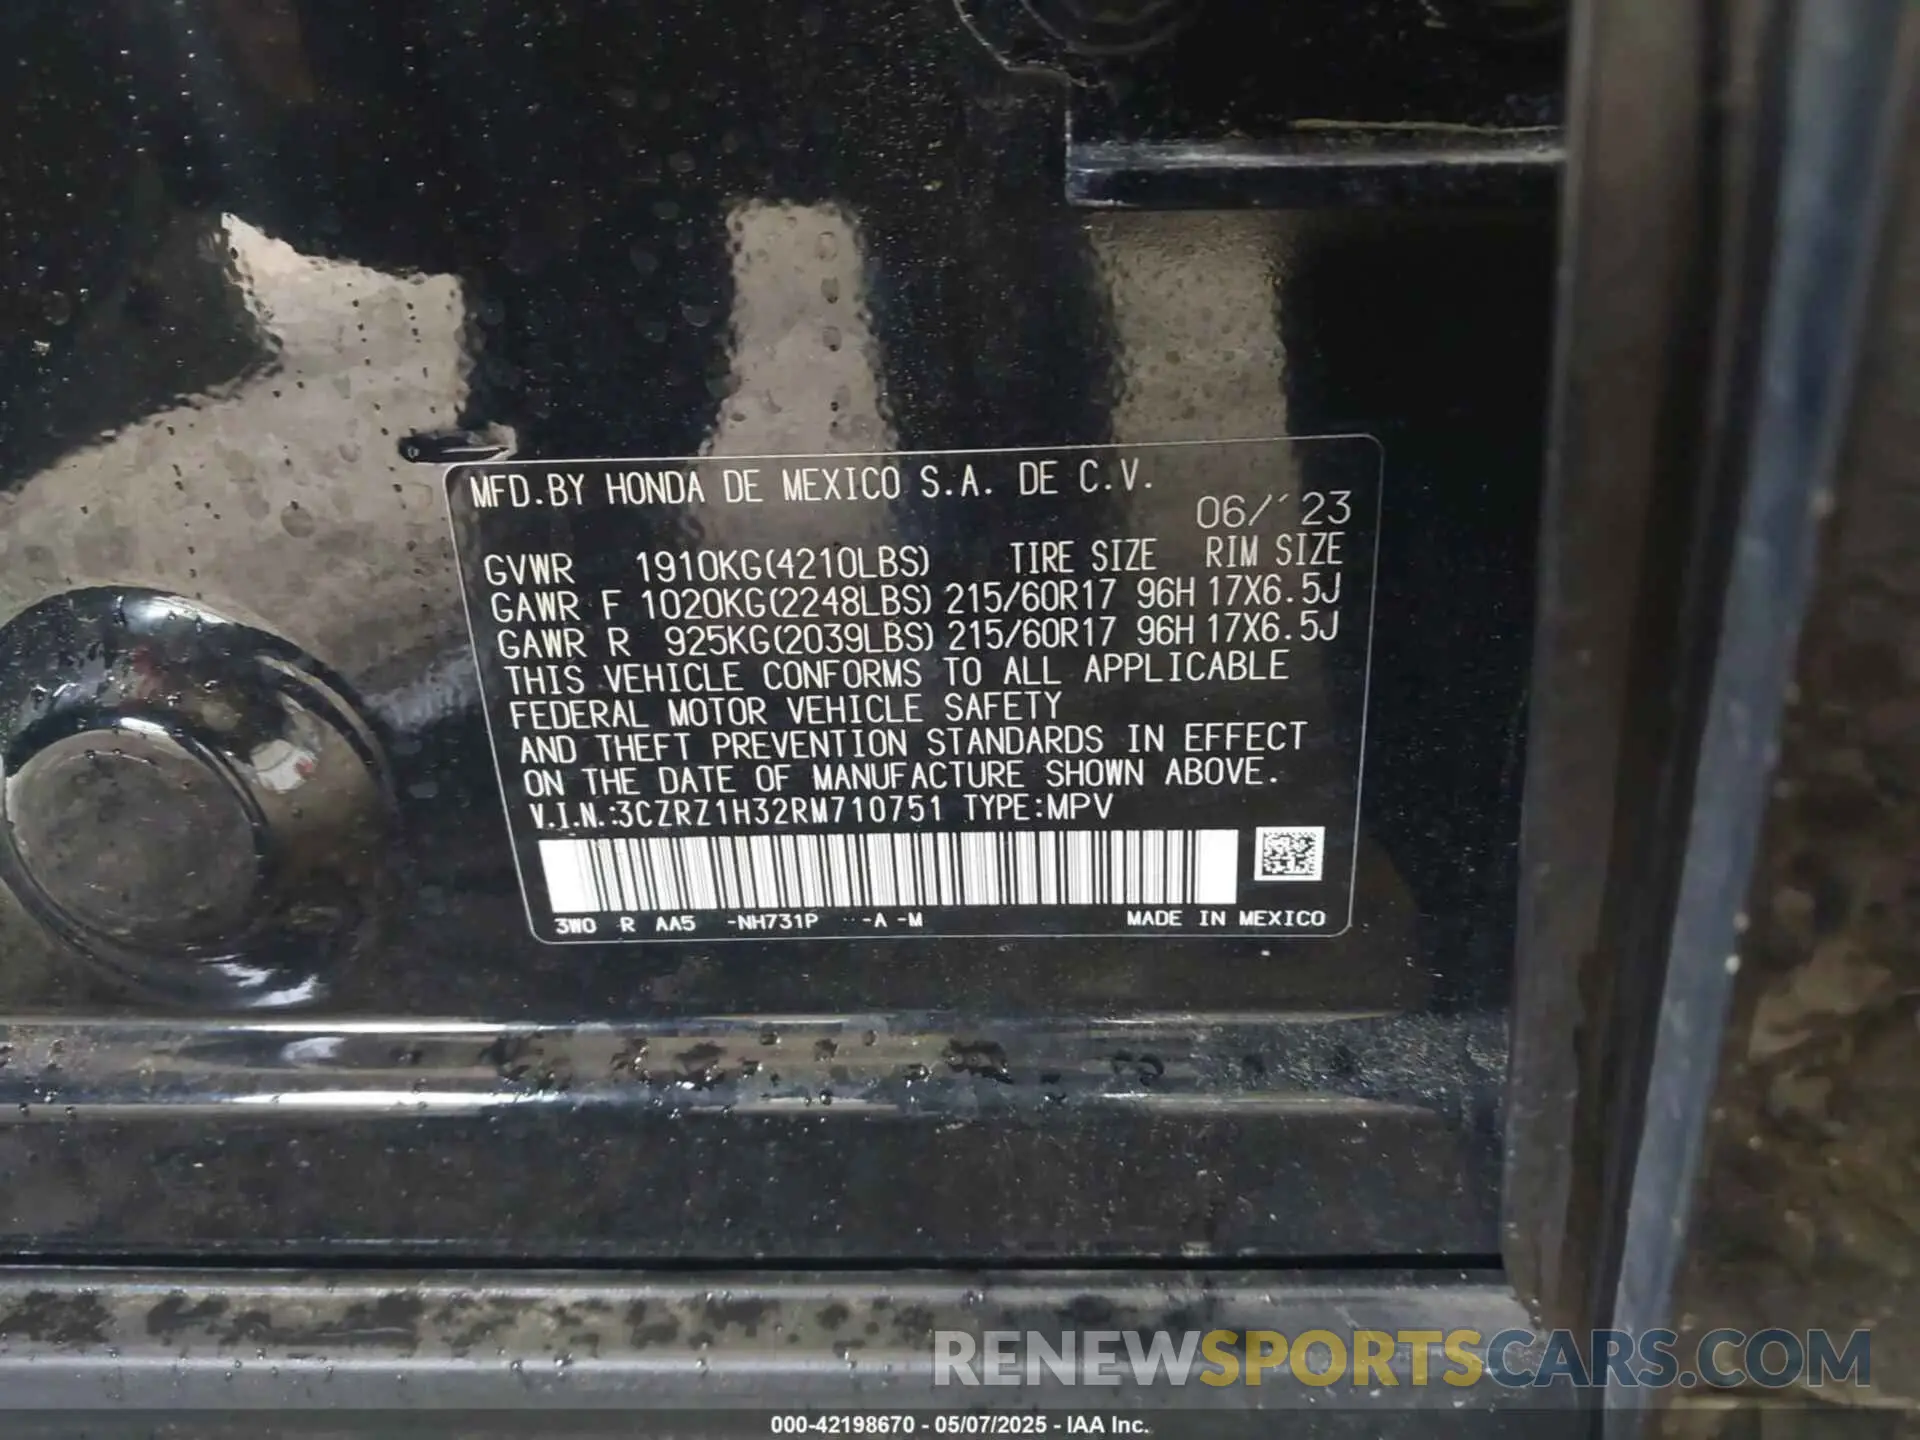 MFD.BY HONDA DE MEXICO S.A. DE C.V.
06/'23
GVWR 1910KG(4210LBS) TIRE SIZE RIM SIZE
GAWR F 1020KG(2248LBS) 215/60R17 96H 17X6.5J
GAWR R 925KG(2039LBS) 215/60R17 96H 17X6.5J
THIS VEHICLE CONFORMS TO ALL APPLICABLE
FEDERAL MOTOR VEHICLE SAFETY
AND THEFT PREVENTION STANDARDS IN EFFECT
ON THE DATE OF MANUFACTURE SHOWN ABOVE.
V.I.N.:3CZRZ1H32RM710751 TYPE:MPV
3W0 R AA5 -NH731P -A -M MADE IN MEXICO
RENEWSPORTSCARS.COM
000-42198670 - 05/07/2025 - IAA Inc.